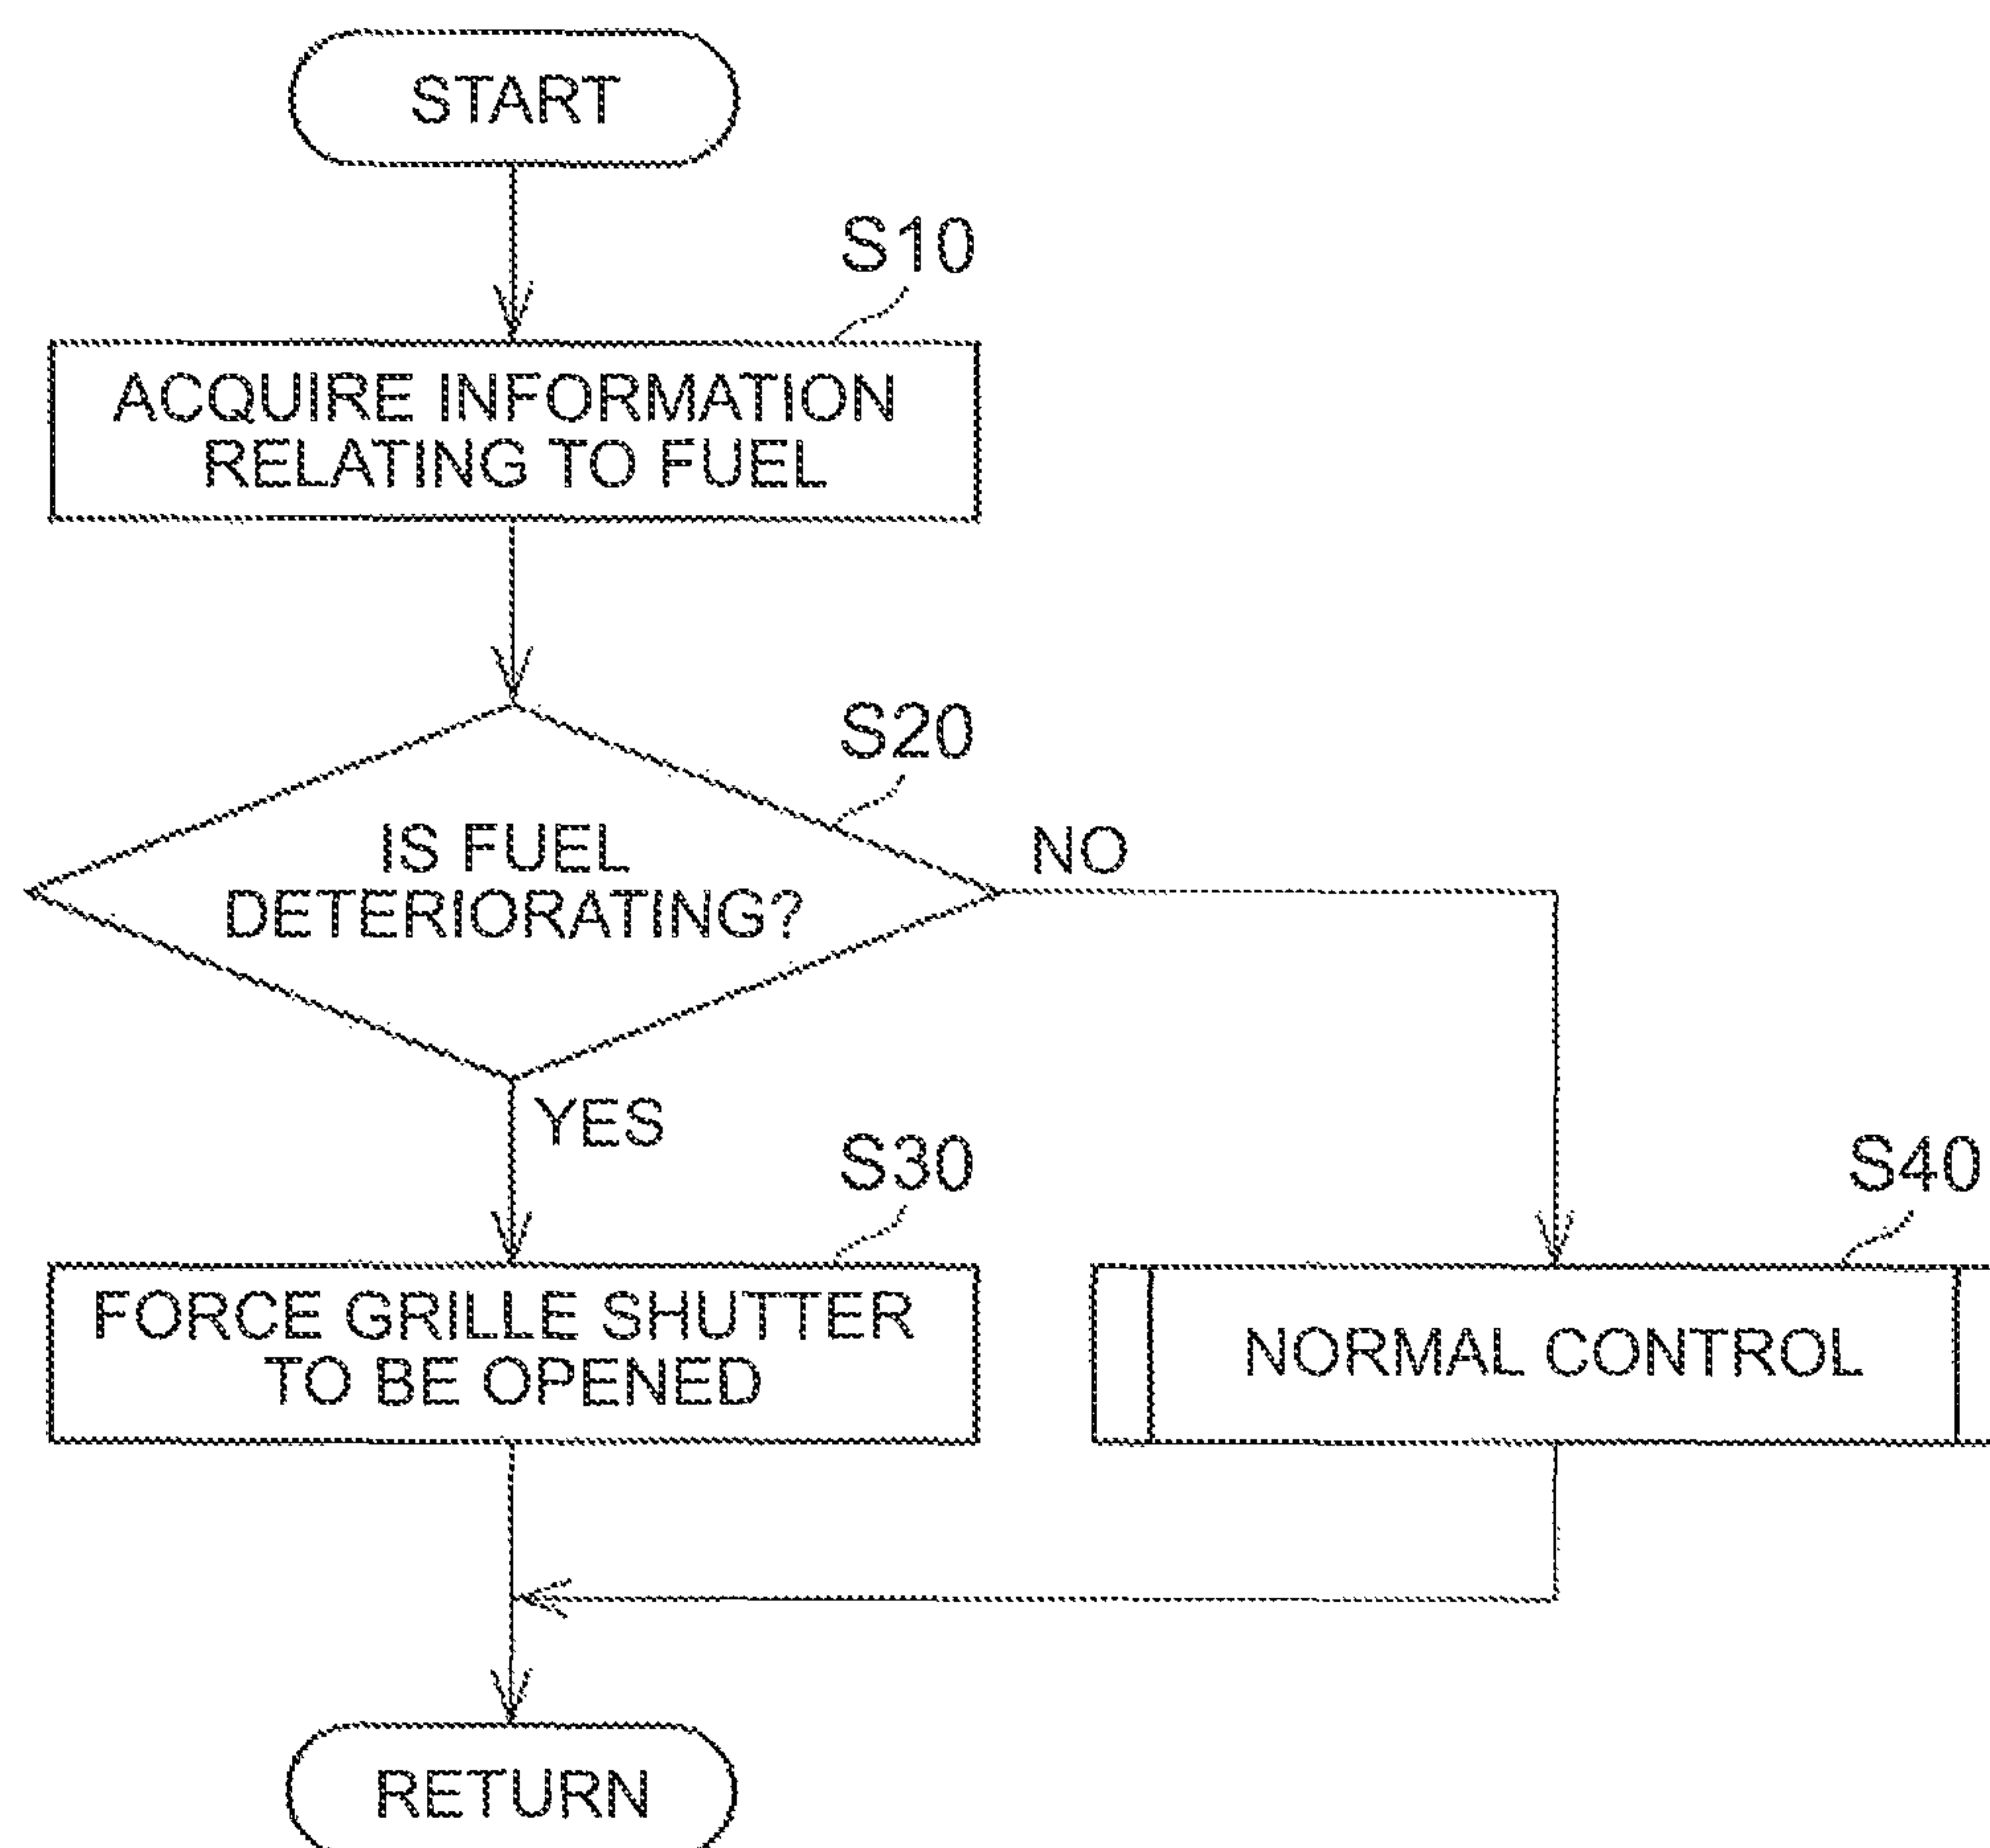 START
S10
ACQUIRE INFORMATION
RELATING TO FUEL
S20
IS FUEL
DETERIORATING?
NO
YES
S30
FORCE GRILLE SHUTTER
TO BE OPENED
S40
NORMAL CONTROL
RETURN